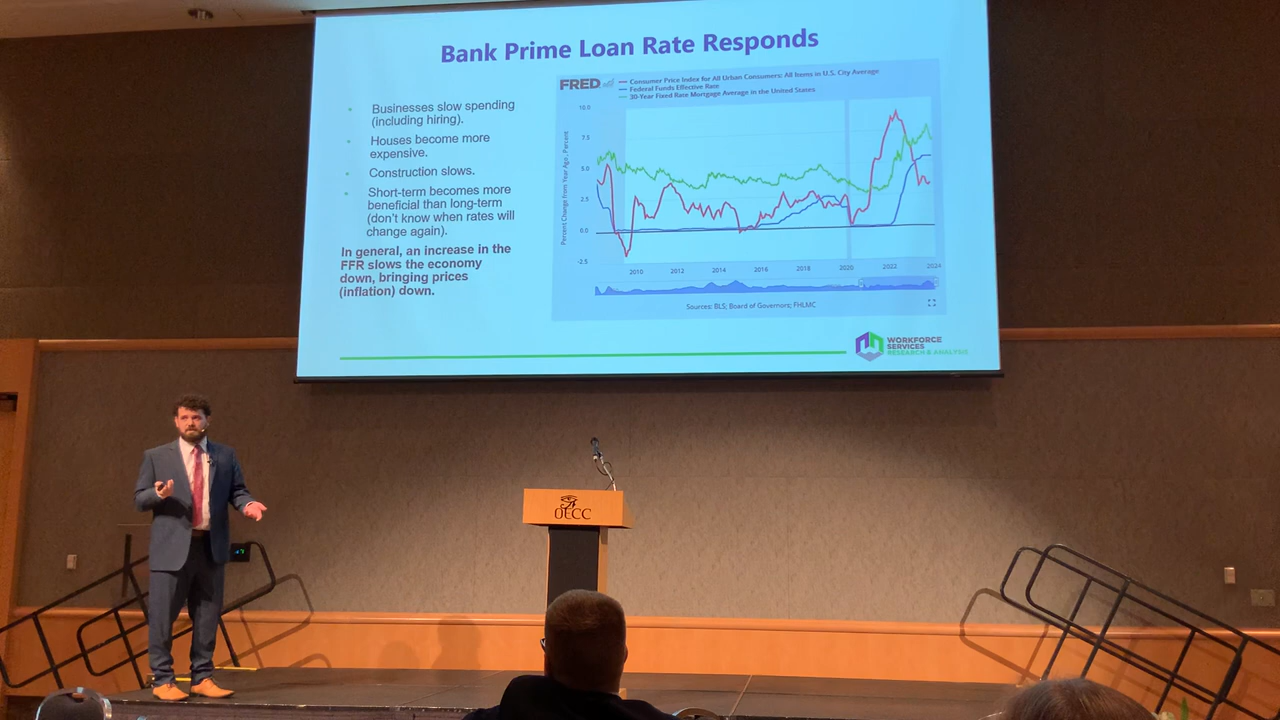 Bank Prime Loan Rate Responds
Businesses slow spending
(including hiring).
Houses become more
expensive.
Construction slows.
Short-term becomes more
beneficial than long-term
(don't know when rates will
change again).
In general, an increase in the
FFR slows the economy
down, bringing prices
(inflation) down.
FRED
Consumer Price Index for All Urban Consumers: All Items in U.S. City Average
Federal Funds Effective Rate
30-Year Fixed Rate Mortgage Average in the United States
Percent Change from Year Ago , Percent
10.0
7.5
5.0
2.5
0.0
-2.5
2010 2012 2014 2016 2018 2020 2022 2024
Sources: BLS; Board of Governors; FHLMC
WORKFORCE
SERVICES
RESEARCH & ANALYSIS
OECC